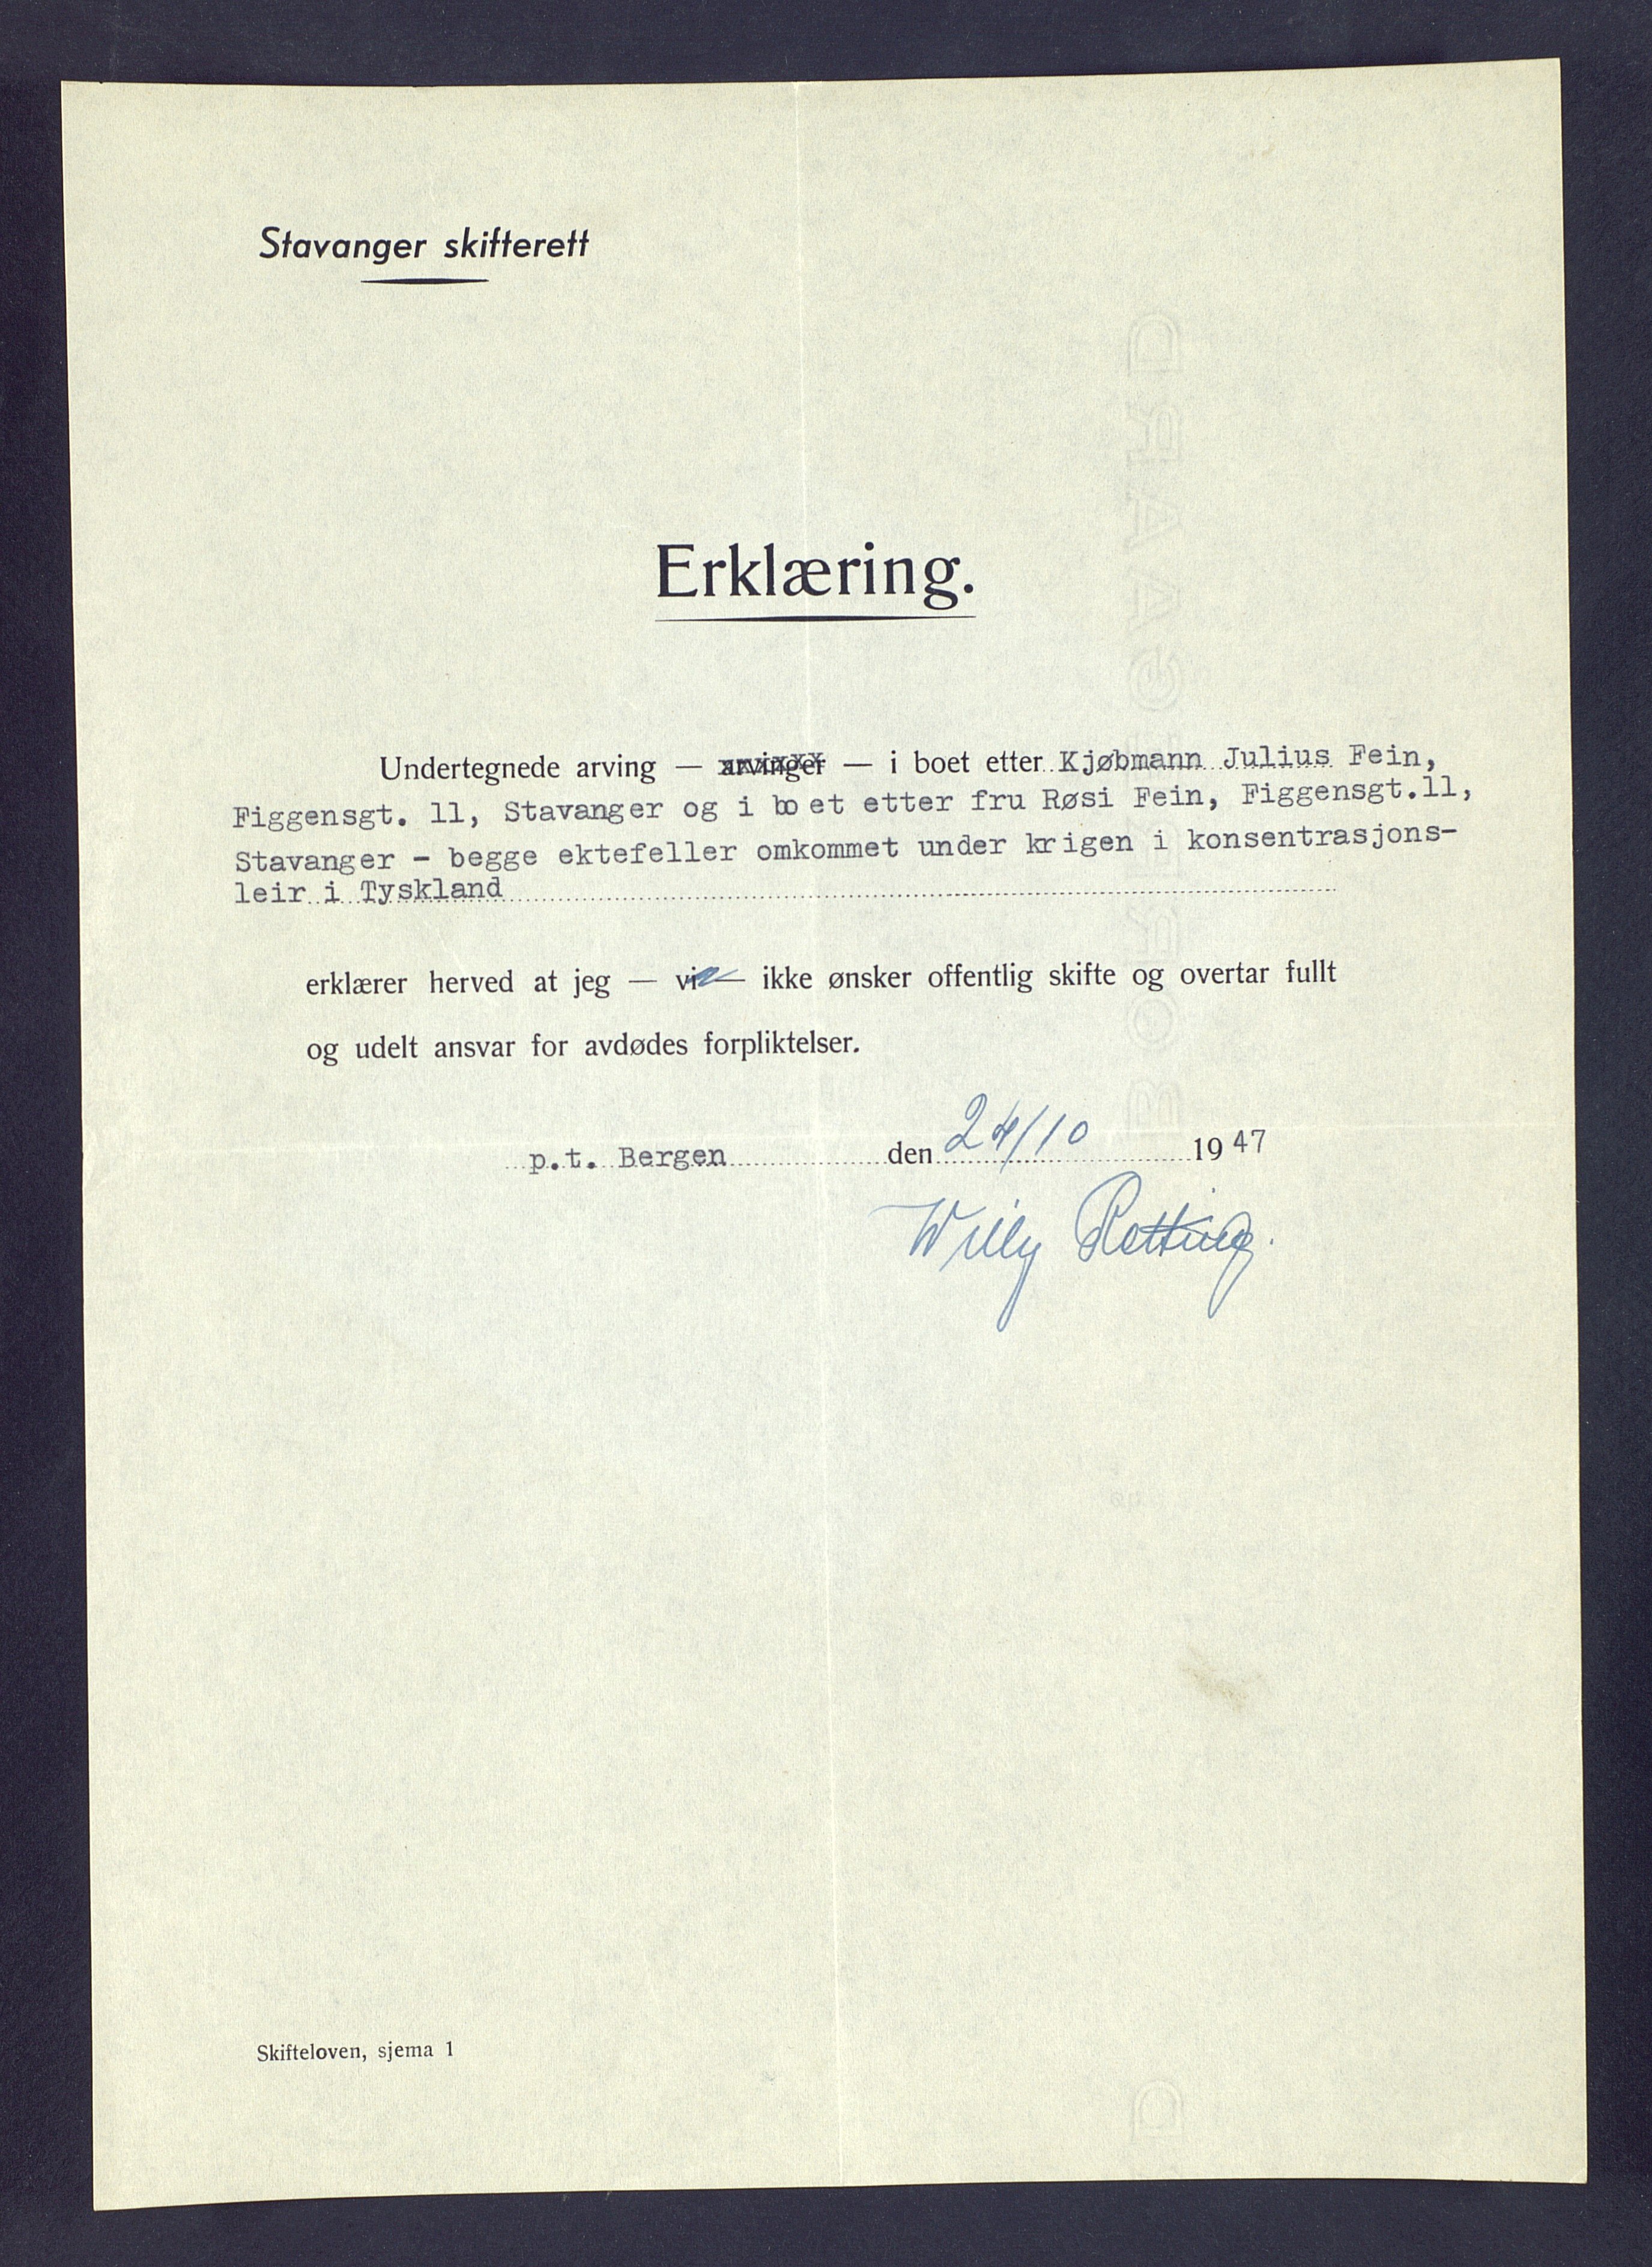 Stavanger skifterett
Erklæring.
Undertegnede arving — arvinger — i boet etter Kjøbmann Julius Fein,
Figgensgt. 11, Stavanger og i boet etter fru Røsi Fein, Figgensgt.11,
Stavanger - begge ektefeller omkommet under krigen i konsentrasjons-
leir i Tyskland
erklærer herved at jeg — vi — ikke ønsker offentlig skifte og overtar fullt
og udelt ansvar for avdødes forpliktelser.
p.t. Bergen den 24/10 1947
Willy Rotting.
Skifteloven, sjema 1